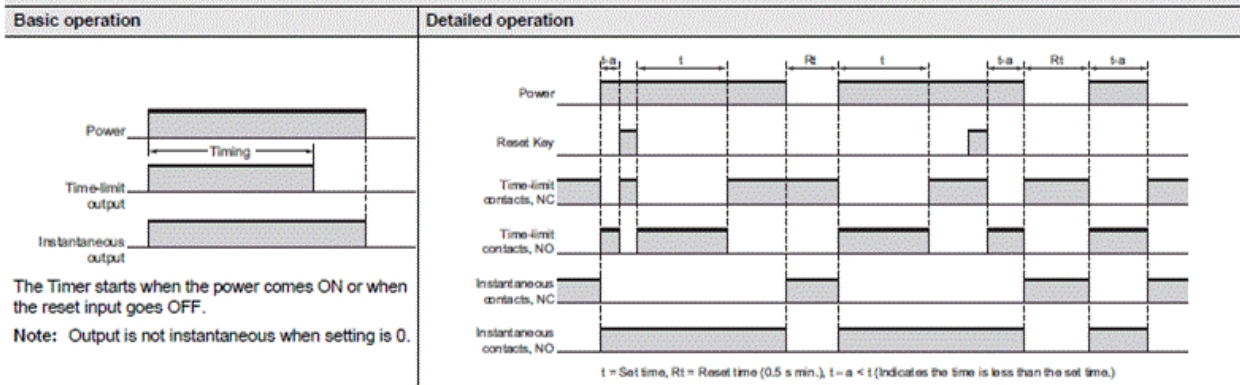 Basic operation
Detailed operation
Power
Timing
Time-limit
output
Instantaneous
output
The Timer starts when the power comes ON or when
the reset input goes OFF.
Note: Output is not instantaneous when setting is 0.
t-a t Rt t t-a Rt t-a
Power
Reset Key
Time-limit
contacts, NC
Time-limit
contacts, NO
Instantaneous
contacts, NC
Instantaneous
contacts, NO
t = Set time, Rt = Reset time (0.5 s min.), t – a < t (Indicates the time is less than the set time.)